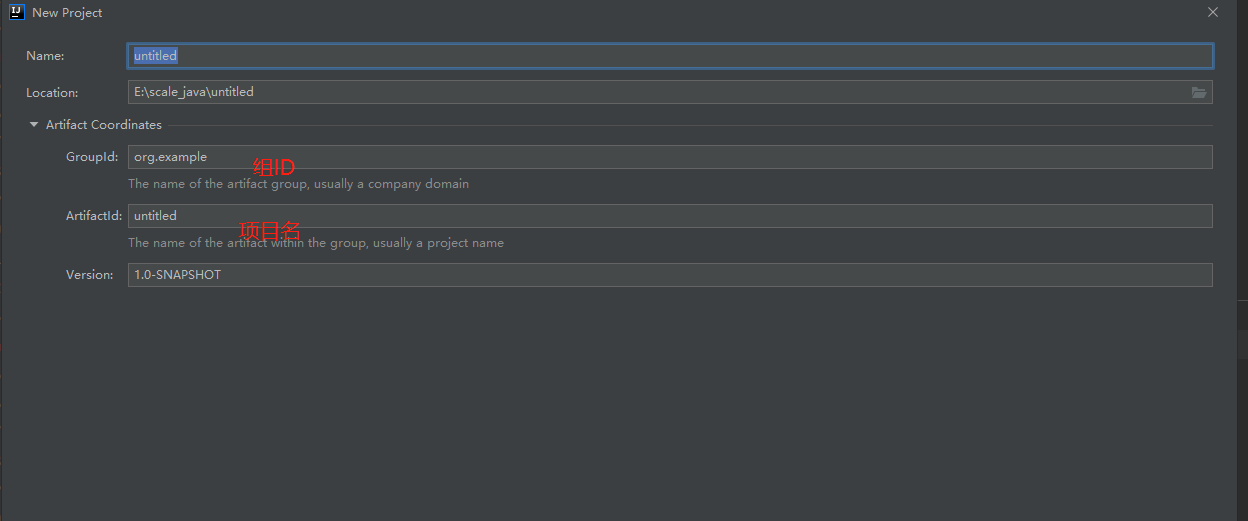 New Project
Name: untitled
Location: E:\scale_java\untitled
Artifact Coordinates
GroupId: org.example
组ID
The name of the artifact group, usually a company domain
ArtifactId: untitled
项目名
The name of the artifact within the group, usually a project name
Version: 1.0-SNAPSHOT